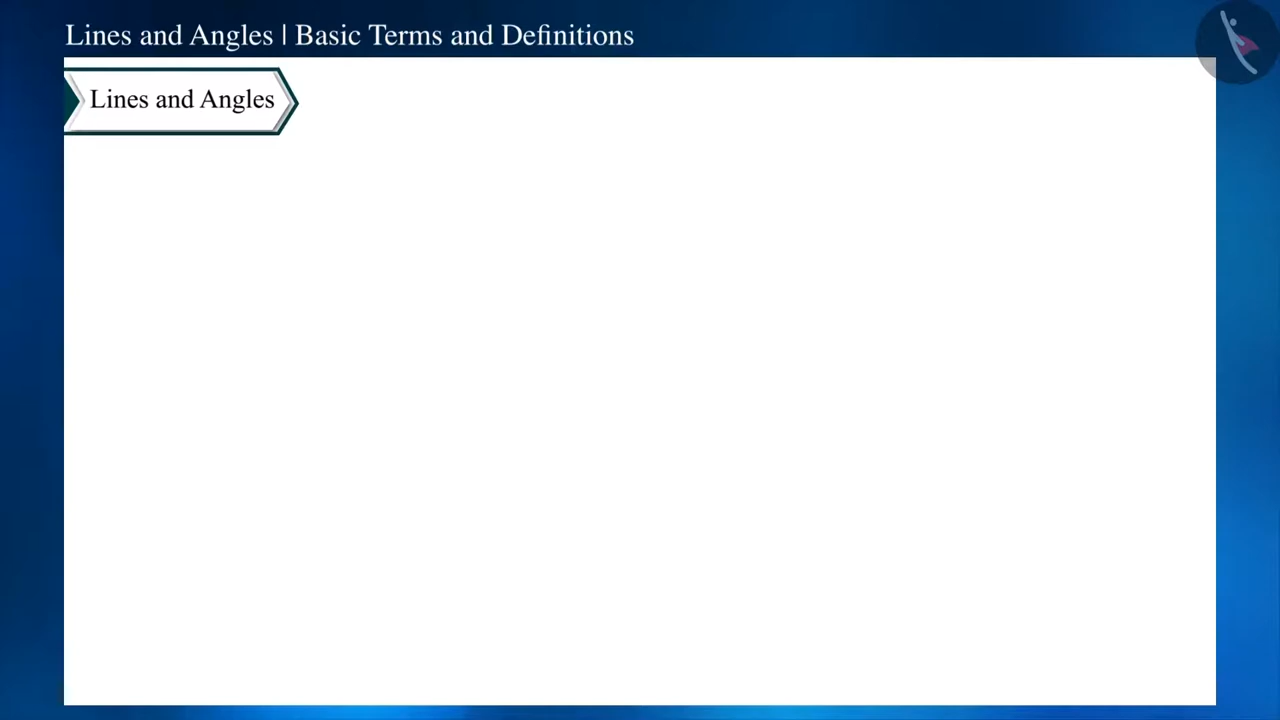 Lines and Angles | Basic Terms and Definitions
Lines and Angles